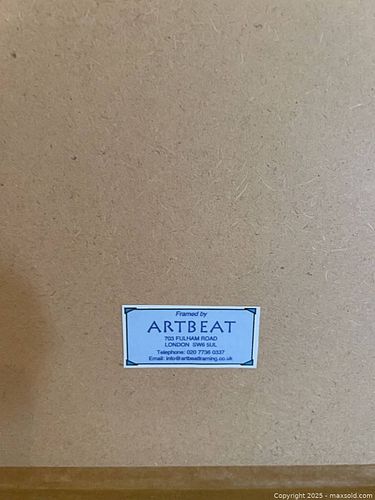 Framed by
ARTBEAT
703 FULHAM ROAD
LONDON SW6 5UL
Telephone: 020 7736 0337
Email: info@artbeatframing.co.uk
Copyright © 2025 - maxsold.com